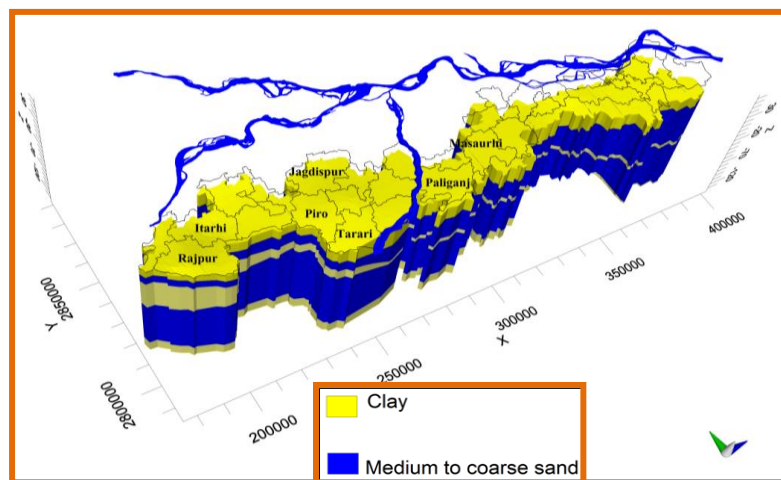 Masaurhi
Jagdispur
Paliganj
Piro
Itarhi
Tarari
Rajpur
Y
2850000
2800000
X
200000
250000
300000
350000
400000
Clay
Medium to coarse sand